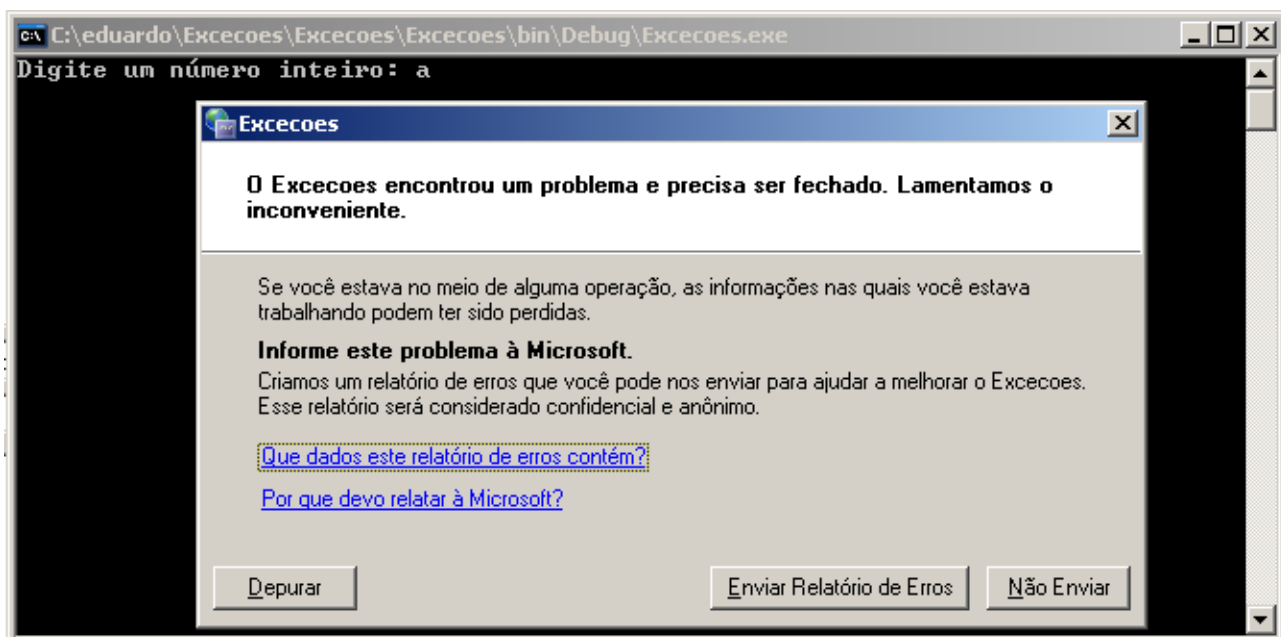 C:\eduardo\Excecoes\Excecoes\Excecoes\bin\Debug\Excecoes.exe
Digite um número inteiro: a
Excecoes
O Excecoes encontrou um problema e precisa ser fechado. Lamentamos o
inconveniente.
Se você estava no meio de alguma operação, as informações nas quais você estava
trabalhando podem ter sido perdidas.
Informe este problema à Microsoft.
Criamos um relatório de erros que você pode nos enviar para ajudar a melhorar o Excecoes.
Esse relatório será considerado confidencial e anônimo.
Que dados este relatório de erros contém?
Por que devo relatar à Microsoft?
Depurar
Enviar Relatório de Erros
Não Enviar